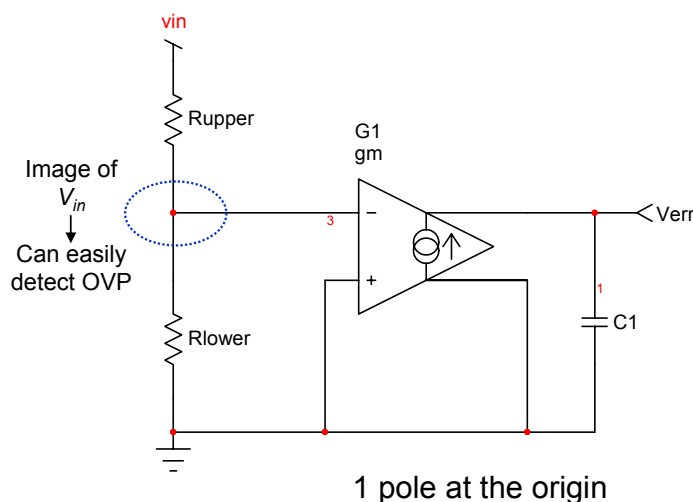 vin
Rupper
G1
gm
Image of
Vin
Can easily
detect OVP
3
−
+
Verr
1
C1
Rlower
1 pole at the origin